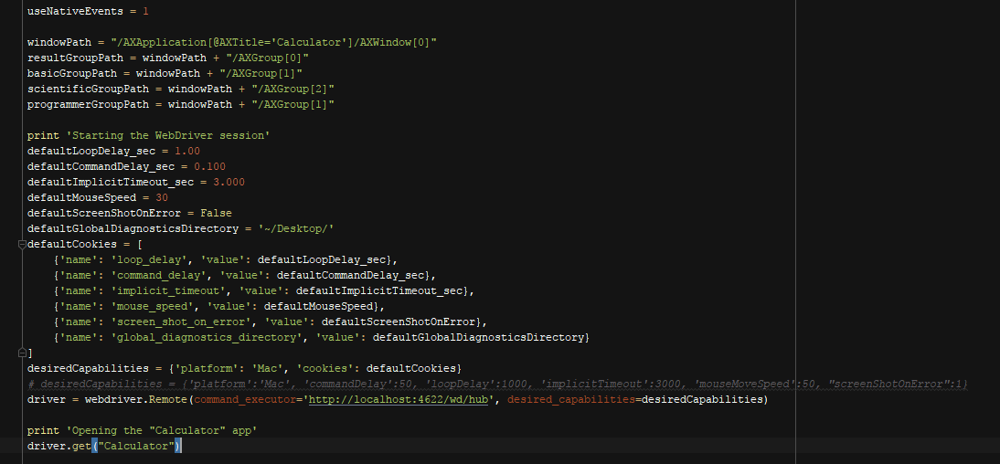 useNativeEvents = 1
windowPath = "/AXApplication[@AXTitle='Calculator']/AXWindow[0]"
resultGroupPath = windowPath + "/AXGroup[0]"
basicGroupPath = windowPath + "/AXGroup[1]"
scientificGroupPath = windowPath + "/AXGroup[2]"
programmerGroupPath = windowPath + "/AXGroup[1]"
print 'Starting the WebDriver session'
defaultLoopDelay_sec = 1.00
defaultCommandDelay_sec = 0.100
defaultImplicitTimeout_sec = 3.000
defaultMouseSpeed = 30
defaultScreenShotOnError = False
defaultGlobalDiagnosticsDirectory = '~/Desktop/'
defaultCookies = [
    {'name': 'loop_delay', 'value': defaultLoopDelay_sec},
    {'name': 'command_delay', 'value': defaultCommandDelay_sec},
    {'name': 'implicit_timeout', 'value': defaultImplicitTimeout_sec},
    {'name': 'mouse_speed', 'value': defaultMouseSpeed},
    {'name': 'screen_shot_on_error', 'value': defaultScreenShotOnError},
    {'name': 'global_diagnostics_directory', 'value': defaultGlobalDiagnosticsDirectory}
]
desiredCapabilities = {'platform': 'Mac', 'cookies': defaultCookies}
# desiredCapabilities = {'platform':'Mac', 'commandDelay':50, 'loopDelay':1000, 'implicitTimeout':3000, 'mouseMoveSpeed':50, "screenShotOnError":1}
driver = webdriver.Remote(command_executor='http://localhost:4622/wd/hub', desired_capabilities=desiredCapabilities)
print 'Opening the "Calculator" app'
driver.get("Calculator")